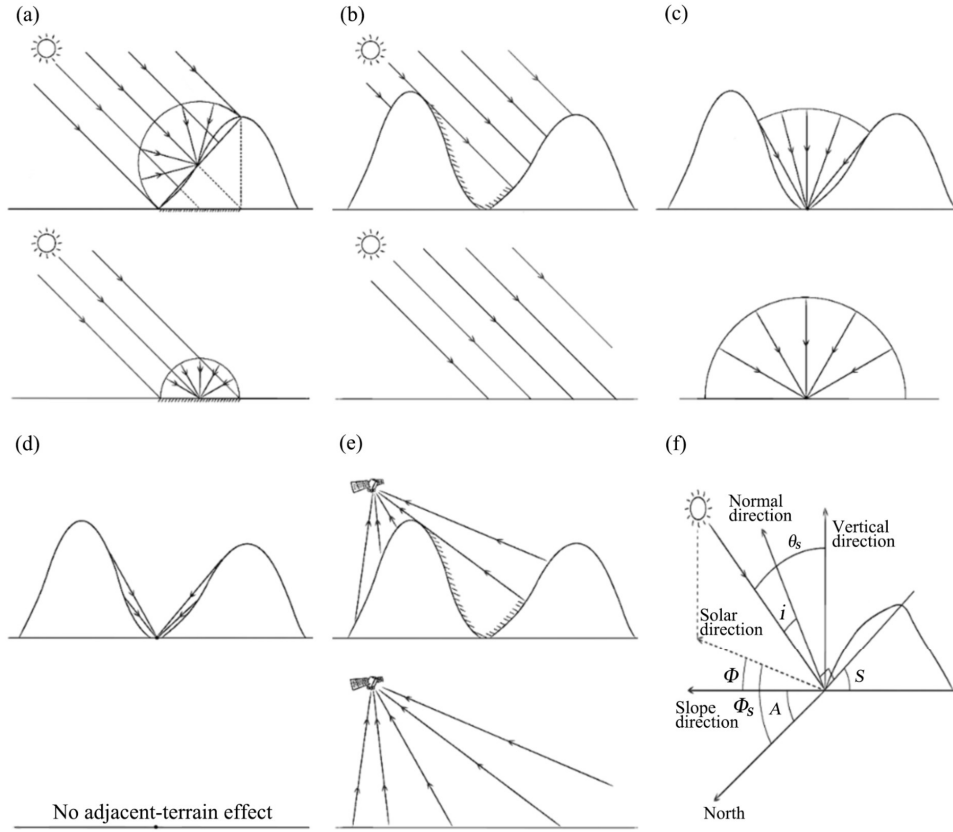 (a)
(b)
(c)
(d)
No adjacent-terrain effect
(e)
(f)
Normal
direction
Vertical
direction
θs
i
Solar
direction
Φ
S
Slope
direction
Φs
A
North